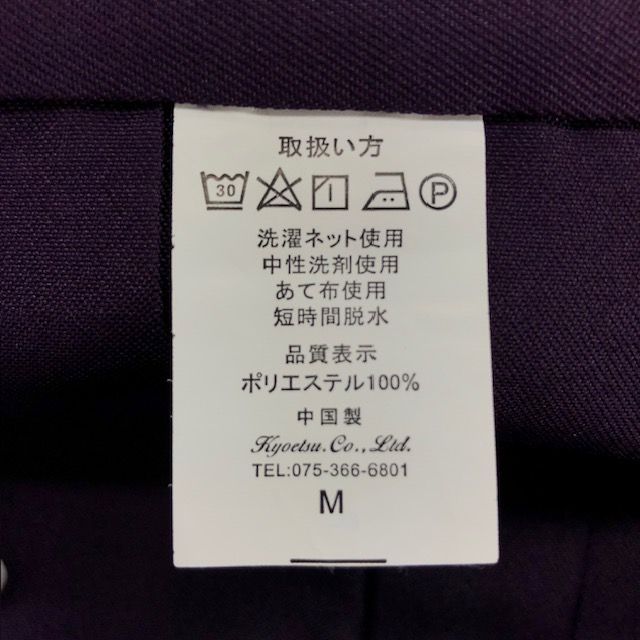 取扱い方
30 P
洗濯ネット使用
中性洗剤使用
あて布使用
短時間脱水
品質表示
ポリエステル100%
中国製
Kyoetsu.Co.,Ltd.
TEL:075-366-6801
M